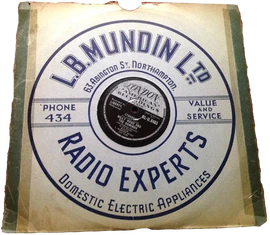 L.B. MUNDIN LTD
63, ABINGTON ST. NORTHAMPTON.
'PHONE
434
VALUE
AND
SERVICE
LONDON
RADIO EXPERTS
DOMESTIC ELECTRIC APPLIANCES